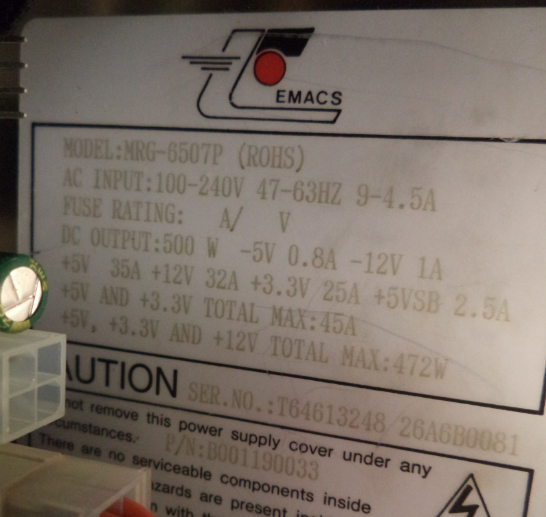 EMACS
MODEL:MRG-6507P (ROHS)
AC INPUT:100-240V 47-63HZ 9-4.5A
FUSE RATING: A/ V
DC OUTPUT:500 W -5V 0.8A -12V 1A
+5V 35A +12V 32A +3.3V 25A +5VSB 2.5A
+5V AND +3.3V TOTAL MAX:45A
+5V, +3.3V AND +12V TOTAL MAX:472W
AUTION SER.NO.:T64613248/26A6B0081
not remove this power supply cover under any
cumstances. P/N:B001190033
There are no serviceable components inside
azards are present
with